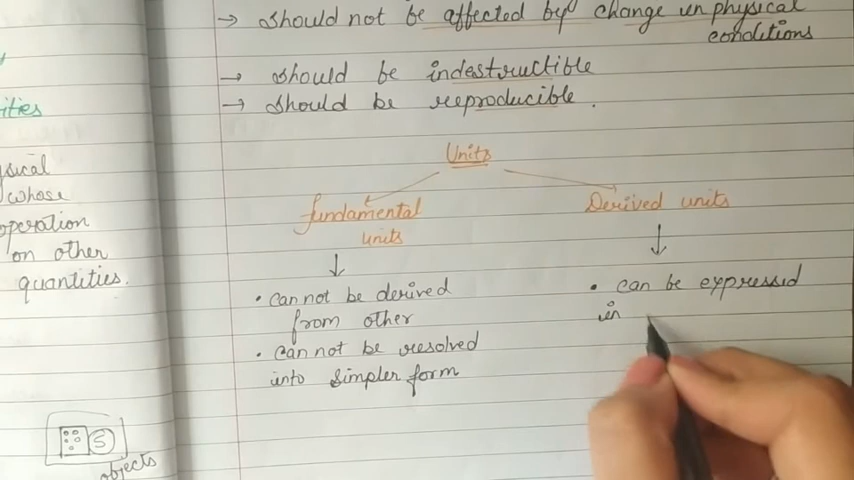 → should not be affected by change in physical
conditions
→ should be indestructible
→ should be reproducible.
ities
sical
whose
operation
on other
quantities.
Units
fundamental
units
Derived units
• can not be derived
from other
• can not be resolved
into simpler form
• can be expressed
in
S
objects